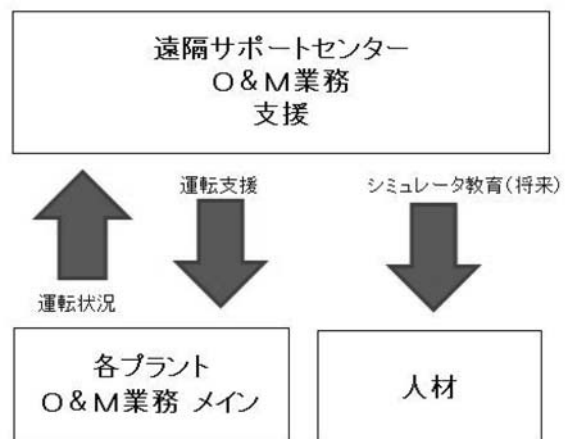 遠隔サポートセンター
O&M業務
支援
運転支援
シミュレータ教育(将来)
運転状況
各プラント
O&M業務 メイン
人材